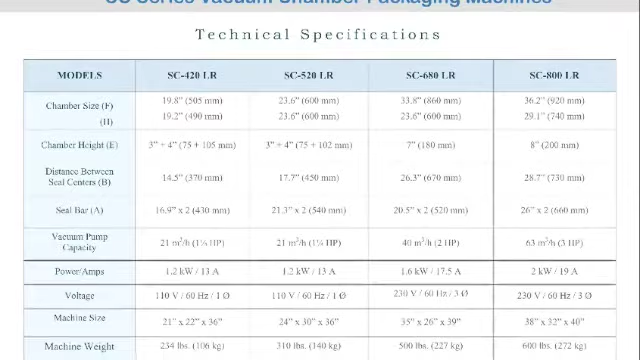 SC Series Vacuum Chamber Packaging Machines
Technical Specifications
MODELS SC-420 LR SC-520 LR SC-680 LR SC-800 LR
Chamber Size (F) 19.8" (505 mm) 23.6" (600 mm) 33.8" (860 mm) 36.2" (920 mm)
(H) 19.2" (490 mm) 23.6" (600 mm) 23.6" (600 mm) 29.1" (740 mm)
Chamber Height (E) 3" + 4" (75 + 105 mm) 3" + 4" (75 + 102 mm) 7" (180 mm) 8" (200 mm)
Distance Between
Seal Centers (B) 14.5" (370 mm) 17.7" (450 mm) 26.3" (670 mm) 28.7" (730 mm)
Seal Bar (A) 16.9" x 2 (430 mm) 21.3" x 2 (540 mm) 20.5" x 2 (520 mm) 26" x 2 (660 mm)
Vacuum Pump
Capacity 21 m³/h (1¼ HP) 21 m³/h (1¼ HP) 40 m³/h (2 HP) 63 m³/h (3 HP)
Power/Amps 1.2 kW / 13 A 1.2 kW / 13 A 1.6 kW / 17.5 A 2 kW / 19 A
Voltage 110 V / 60 Hz / 1 Ø 110 V / 60 Hz / 1 Ø 230 V / 60 Hz / 3 Ø 230 V / 60 Hz / 3 Ø
Machine Size 21" x 22" x 36" 24" x 30" x 36" 35" x 26" x 39" 38" x 32" x 40"
Machine Weight 234 lbs. (106 kg) 310 lbs. (140 kg) 500 lbs. (227 kg) 600 lbs. (272 kg)